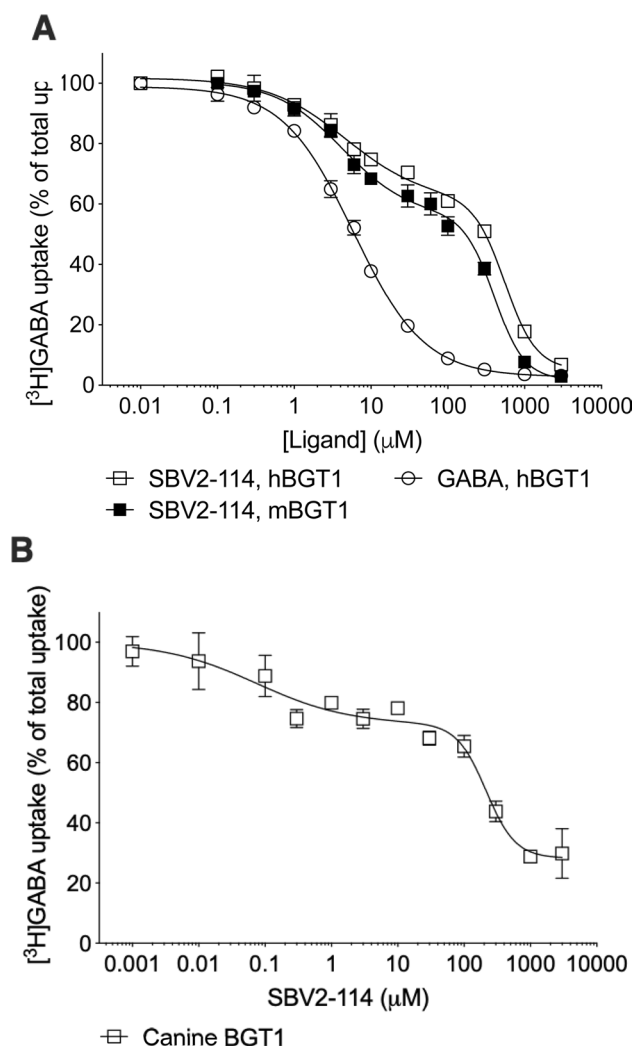 A
[³H]GABA uptake (% of total up
100
80
60
40
20
0
0.01 0.1 1 10 100 1000 10000
[Ligand] (μM)
SBV2-114, hBGT1 GABA, hBGT1
SBV2-114, mBGT1
B
[³H]GABA uptake (% of total uptake)
100
80
60
40
20
0
0.001 0.01 0.1 1 10 100 1000 10000
SBV2-114 (μM)
Canine BGT1